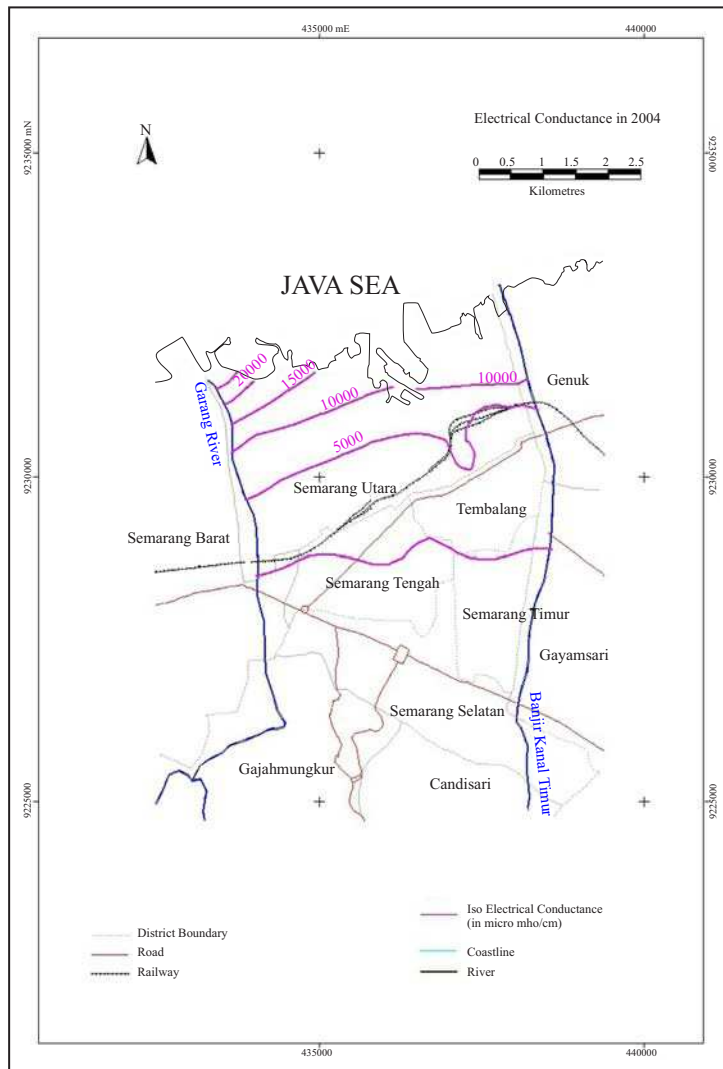 435000 mE
440000
Electrical Conductance in 2004
N
9235000 mN
9235000
0 0.5 1 1.5 2 2.5
Kilometres
JAVA SEA
20000
15000
10000
10000
Genuk
Garang River
5000
9230000
9230000
Semarang Utara
Tembalang
Semarang Barat
Semarang Tengah
Semarang Timur
Gayamsari
Semarang Selatan
Banjir Kanal Timur
Gajahmungkur
Candisari
9225000
9225000
District Boundary
Road
Railway
Iso Electrical Conductance
(in micro mho/cm)
Coastline
River
435000
440000